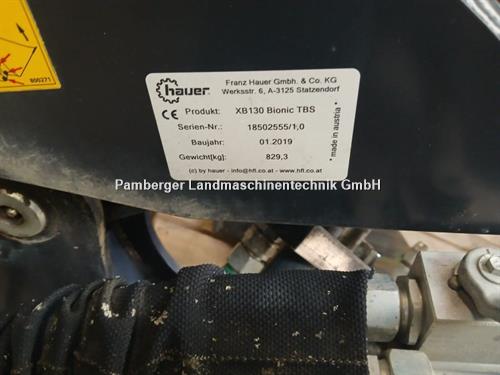 800271
hauer
Franz Hauer Gmbh. & Co. KG
Werksstr. 6, A-3125 Statzendorf
CE Produkt: XB130 Bionic TBS
Serien-Nr.: 18502555/1,0
Baujahr: 01.2019
Gewicht[kg]: 829,3
(c) by hauer - info@hfl.co.at - www.hfl.co.at
* made in austria *
Pamberger Landmaschinentechnik GmbH